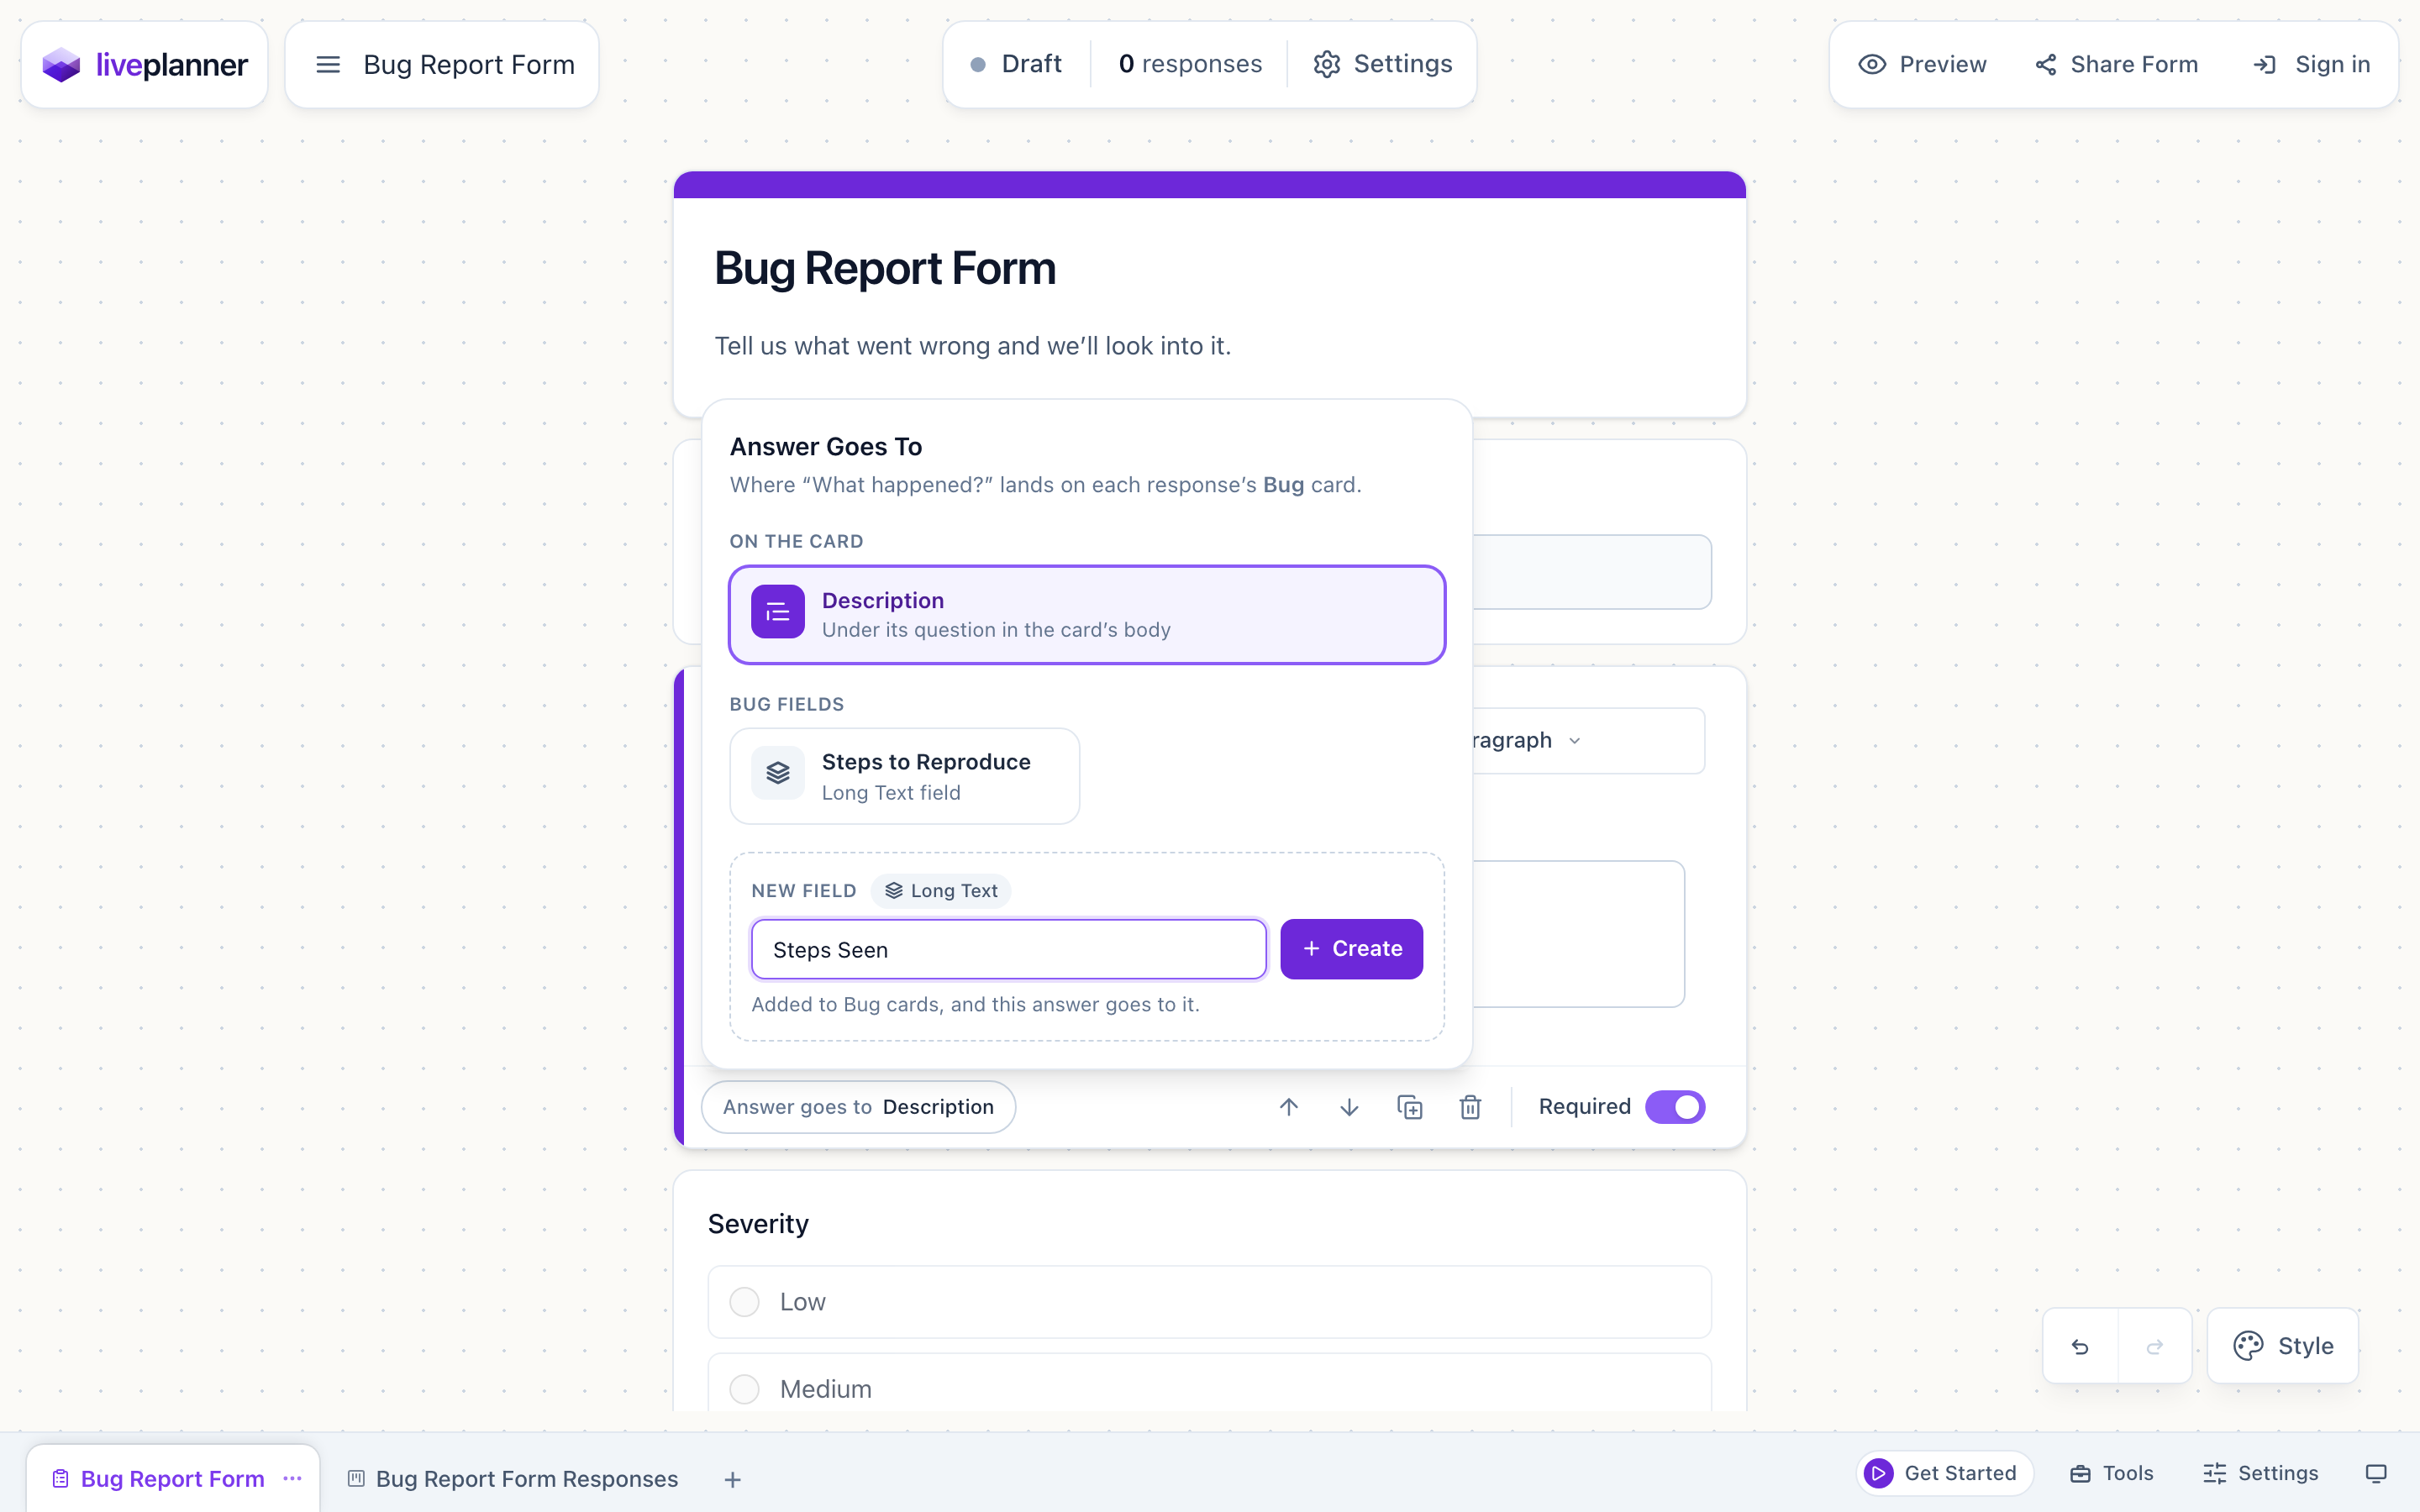 liveplanner
Bug Report Form
Draft
0 responses
Settings
Preview
Share Form
Sign in
Bug Report Form
Tell us what went wrong and we’ll look into it.
Answer Goes To
Where “What happened?” lands on each response’s Bug card.
ON THE CARD
Description
Under its question in the card’s body
BUG FIELDS
Steps to Reproduce
Long Text field
ragraph
NEW FIELD Long Text
Steps Seen
+ Create
Added to Bug cards, and this answer goes to it.
Answer goes to Description
Required
Severity
Low
Medium
Style
Bug Report Form
Bug Report Form Responses
Get Started
Tools
Settings